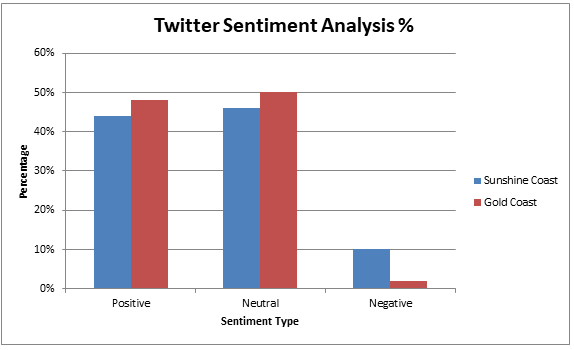 Twitter Sentiment Analysis %
60%
50%
40%
30%
20%
10%
0%
Percentage
Positive
Neutral
Negative
Sentiment Type
Sunshine Coast
Gold Coast